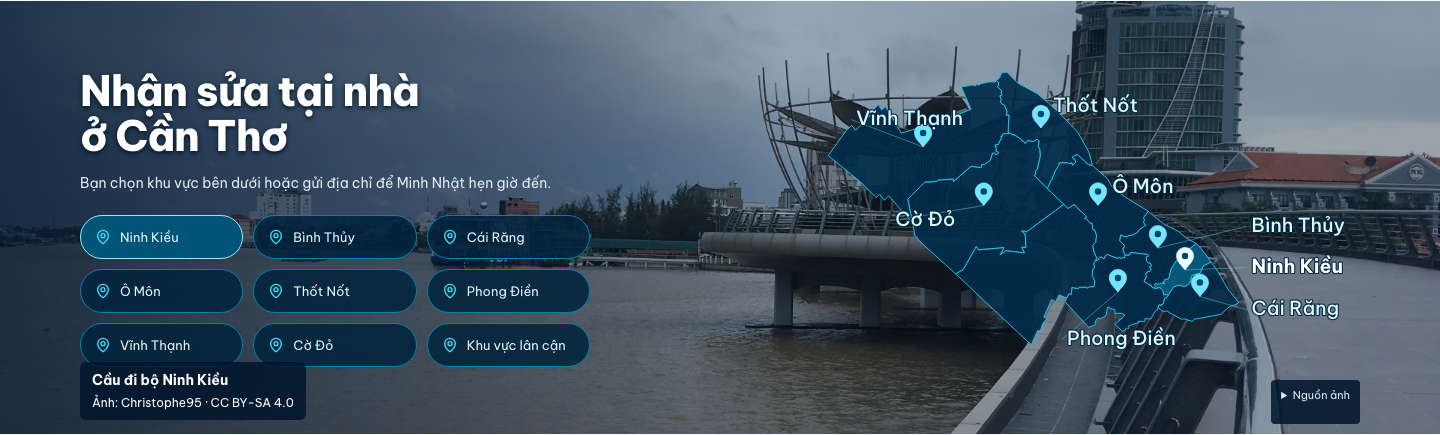 Nhận sửa tại nhà
ở Cần Thơ
Bạn chọn khu vực bên dưới hoặc gửi địa chỉ để Minh Nhật hẹn giờ đến.
Ninh Kiều
Bình Thủy
Cái Răng
Ô Môn
Thốt Nốt
Phong Điền
Vĩnh Thạnh
Cờ Đỏ
Khu vực lân cận
Cầu đi bộ Ninh Kiều
Ảnh: Christophe95 · CC BY-SA 4.0
Vĩnh Thạnh
Thốt Nốt
Ô Môn
Cờ Đỏ
Bình Thủy
Ninh Kiều
Cái Răng
Phong Điền
NK
Nguồn ảnh